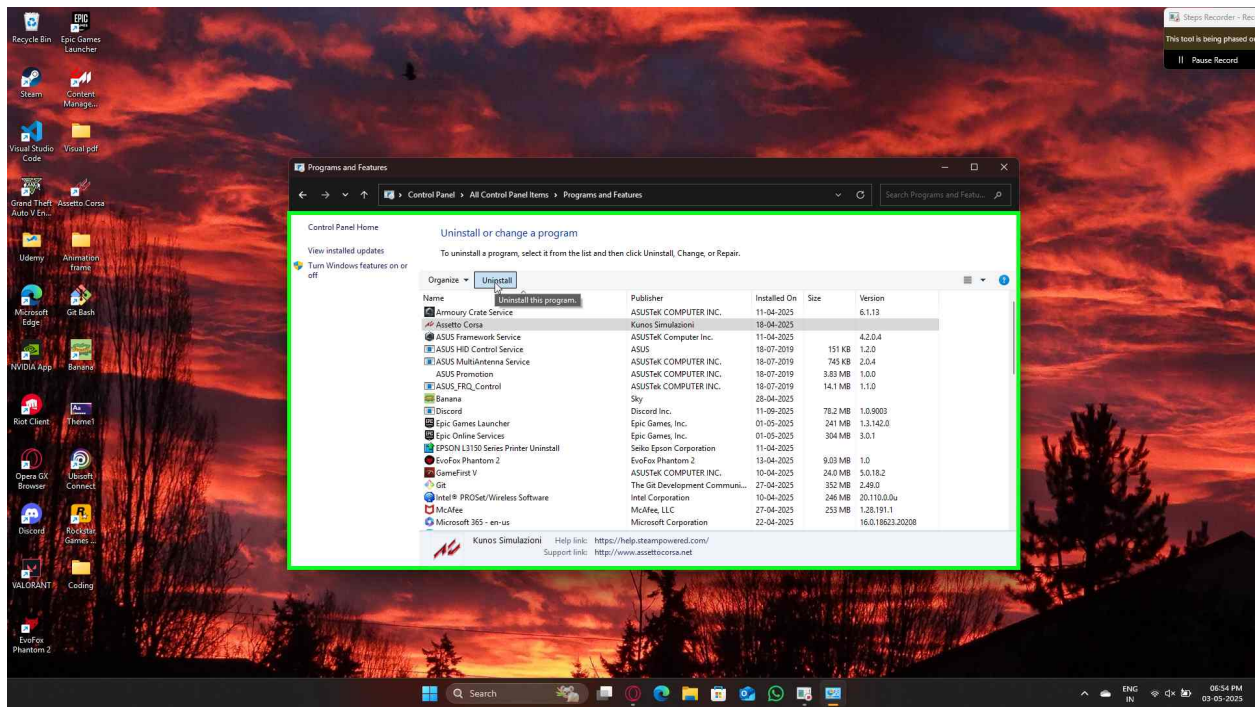 Recycle Bin
Epic Games
Launcher
Steam
Content
Manage...
Visual Studio
Code
Visual pdf
Grand Theft
Auto V En...
Assetto Corsa
Udemy
Animation
frame
Microsoft
Edge
Git Bash
NVIDIA App
Banana
Riot Client
Theme1
Opera GX
Browser
Ubisoft
Connect
Discord
Rockstar
Games ...
VALORANT
Coding
EvoFox
Phantom 2
Steps Recorder - Rec
This tool is being phased ou
Pause Record
Programs and Features
Control Panel > All Control Panel Items > Programs and Features
Search Programs and Featu...
Control Panel Home
View installed updates
Turn Windows features on or
off
Uninstall or change a program
To uninstall a program, select it from the list and then click Uninstall, Change, or Repair.
Organize Uninstall
Uninstall this program.
Name Publisher Installed On Size Version
Armoury Crate Service ASUSTeK COMPUTER INC. 11-04-2025 6.1.13
Assetto Corsa Kunos Simulazioni 18-04-2025
ASUS Framework Service ASUSTeK Computer Inc. 11-04-2025 4.2.0.4
ASUS HID Control Service ASUS 18-07-2019 151 KB 1.2.0
ASUS MultiAntenna Service ASUSTeK COMPUTER INC. 18-07-2019 745 KB 2.0.4
ASUS Promotion ASUSTeK COMPUTER INC. 18-07-2019 3.83 MB 1.0.0
ASUS_FRQ_Control ASUSTeK COMPUTER INC. 18-07-2019 14.1 MB 1.1.0
Banana Sky 28-04-2025
Discord Discord Inc. 11-09-2025 78.2 MB 1.0.9003
Epic Games Launcher Epic Games, Inc. 01-05-2025 241 MB 1.3.142.0
Epic Online Services Epic Games, Inc. 01-05-2025 304 MB 3.0.1
EPSON L3150 Series Printer Uninstall Seiko Epson Corporation 11-04-2025
EvoFox Phantom 2 EvoFox Phantom 2 13-04-2025 9.03 MB 1.0
GameFirst V ASUSTeK COMPUTER INC. 10-04-2025 24.0 MB 5.0.18.2
Git The Git Development Communi... 27-04-2025 352 MB 2.49.0
Intel® PROSet/Wireless Software Intel Corporation 10-04-2025 246 MB 20.110.0.0u
McAfee McAfee, LLC 27-04-2025 253 MB 1.28.191.1
Microsoft 365 - en-us Microsoft Corporation 22-04-2025 16.0.18623.20208
Kunos Simulazioni Help link: https://help.steampowered.com/
Support link: http://www.assettocorsa.net
Search
ENG
IN
06:54 PM
03-05-2025